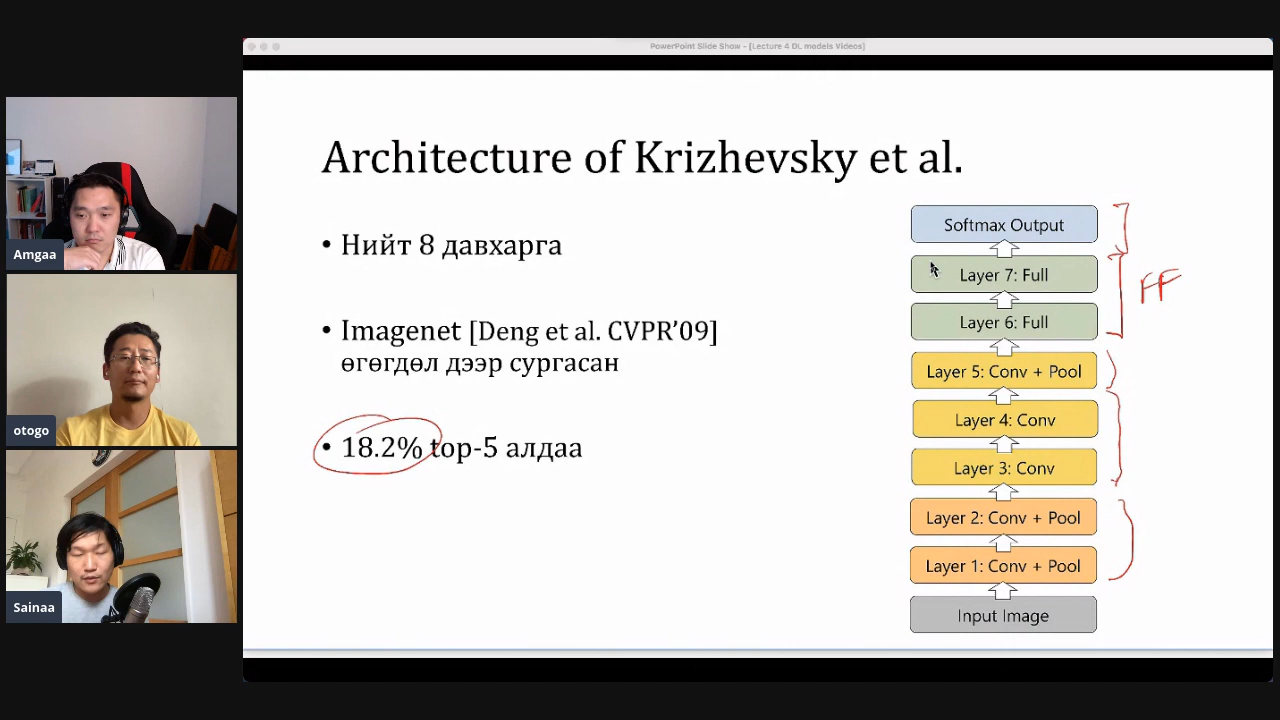 PowerPoint Slide Show - [Lecture 4 DL models Videos]
Architecture of Krizhevsky et al.
• Нийт 8 давхарга
• Imagenet [Deng et al. CVPR’09]
өгөгдөл дээр сургасан
• 18.2% top-5 алдаа
Softmax Output
Layer 7: Full
FF
Layer 6: Full
Layer 5: Conv + Pool
Layer 4: Conv
Layer 3: Conv
Layer 2: Conv + Pool
Layer 1: Conv + Pool
Input Image
Amgaa
otogo
Sainaa